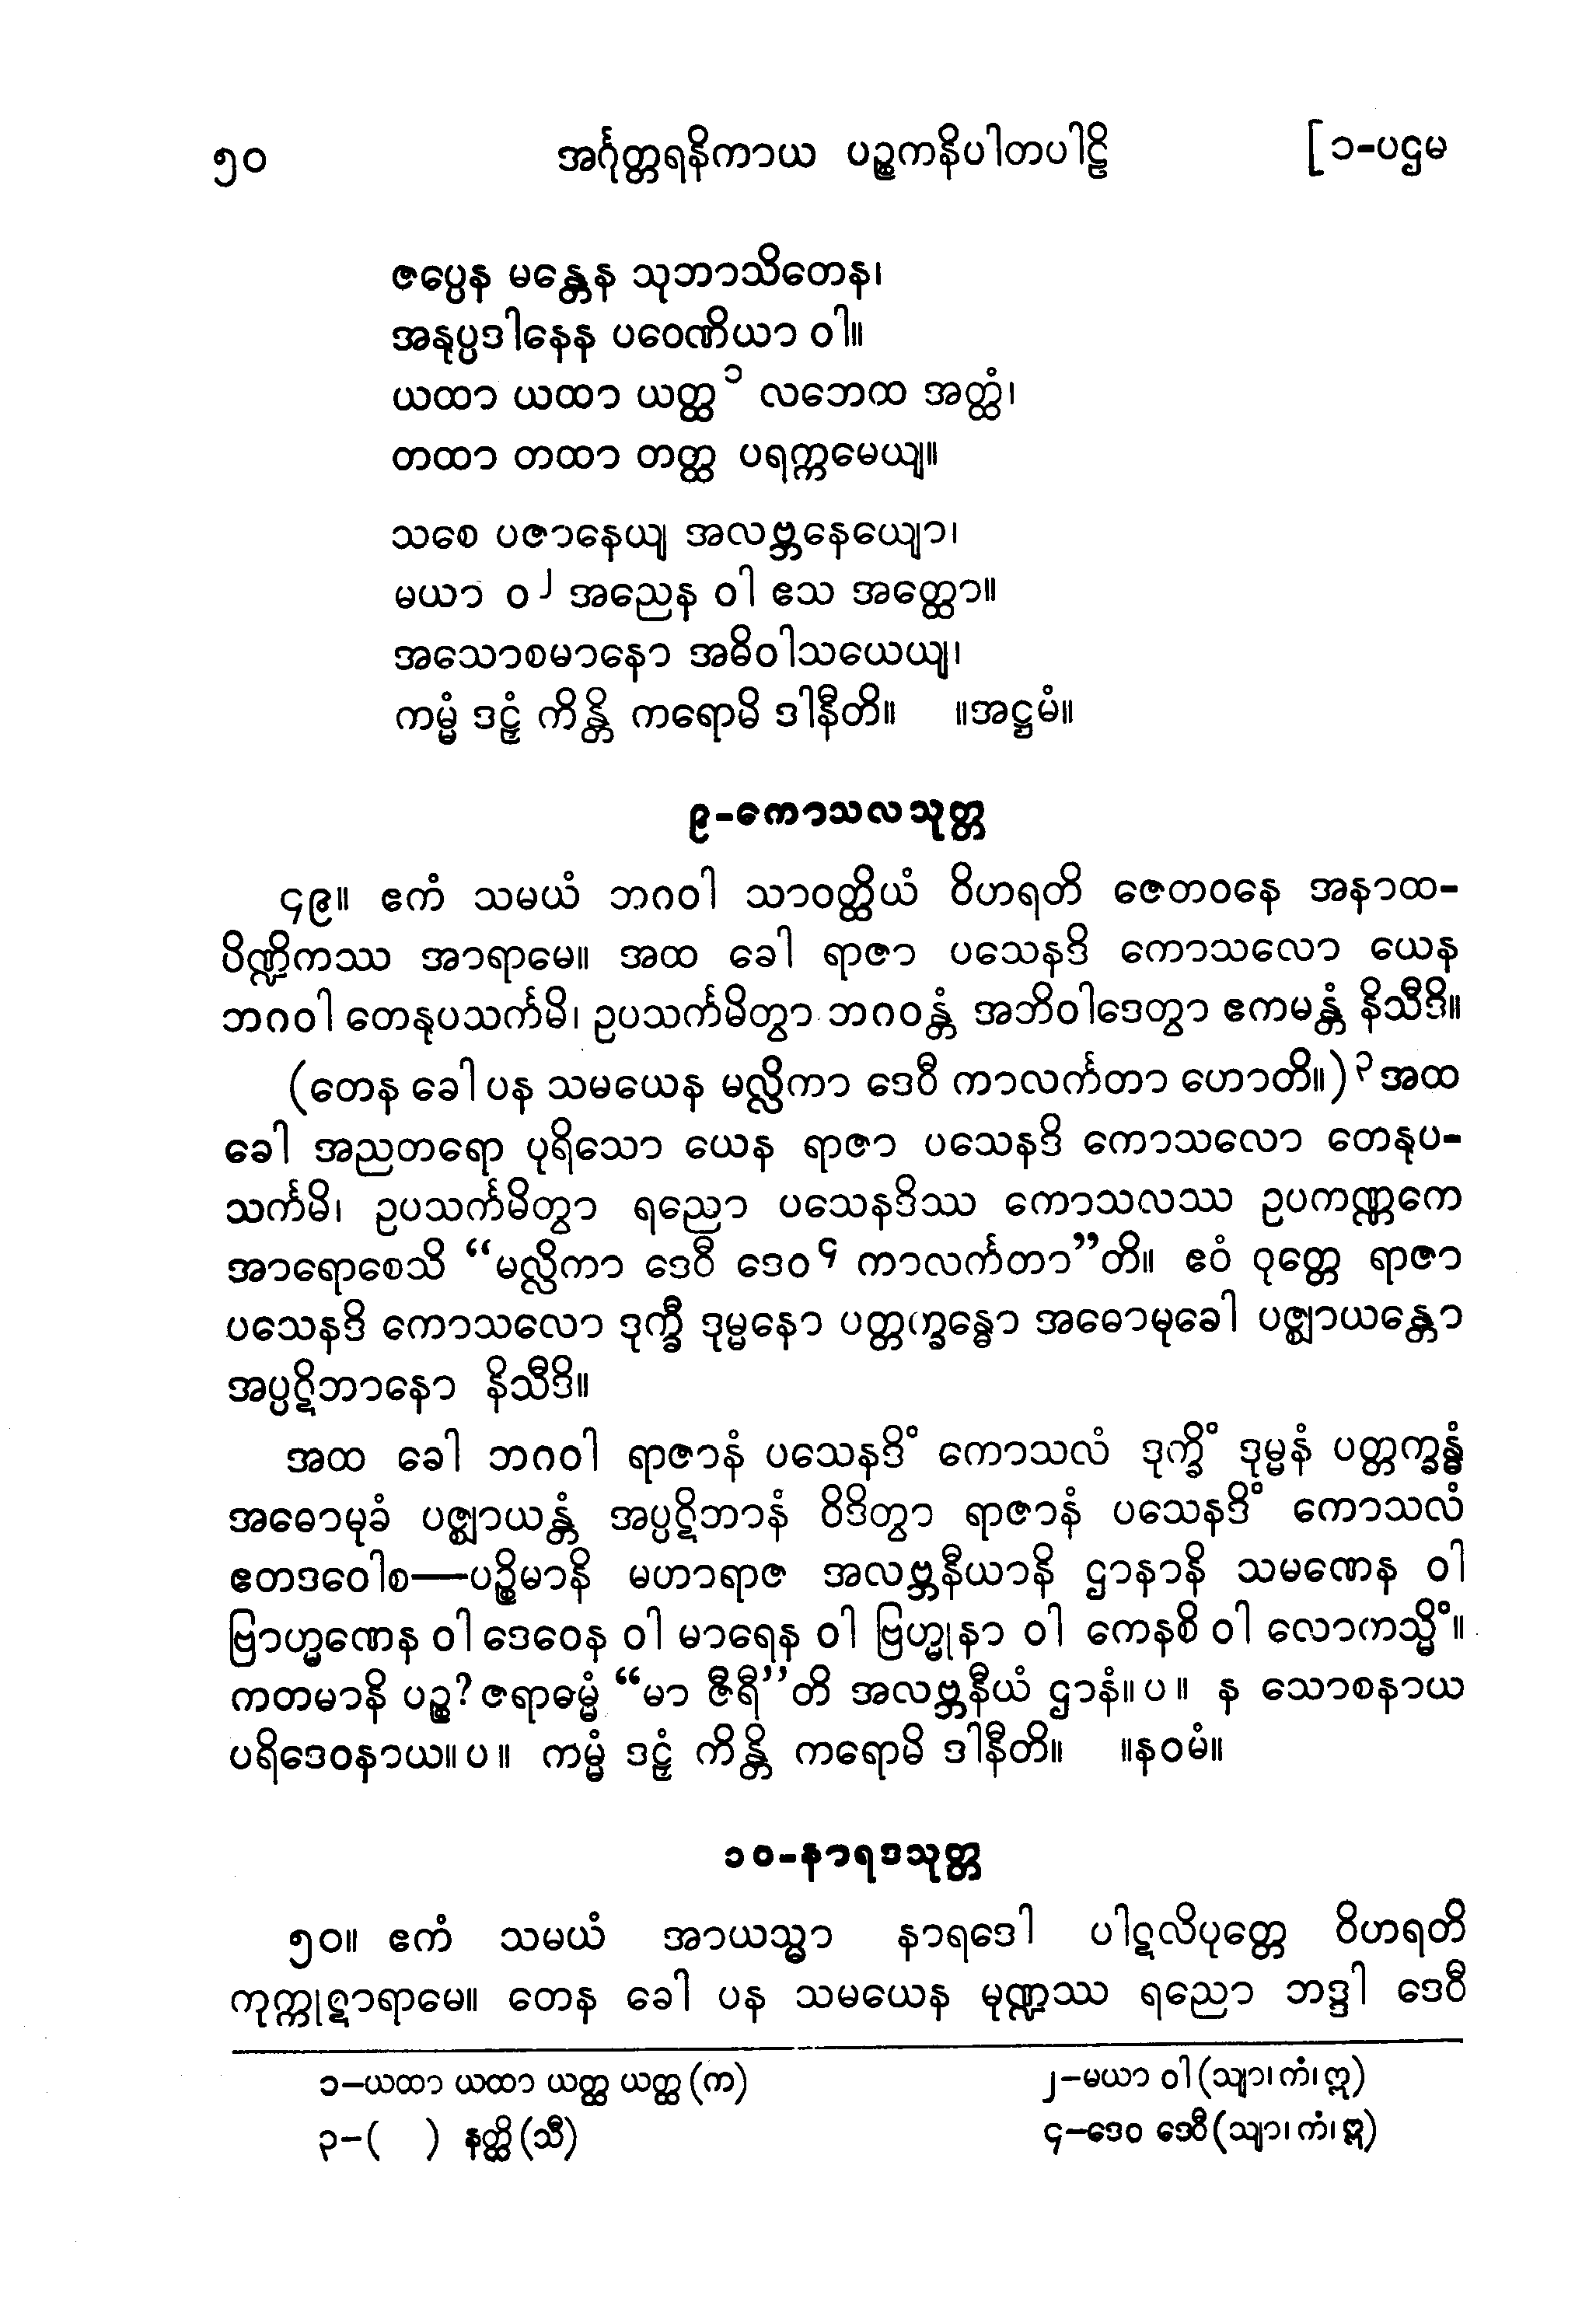 ၅၀ အင်္ဂုတ္တရနိကာယ ပဉ္စကနိပါတပါဠိ [၁-ပဌမ
ဇပ္ပေန မန္တေန သုဘာသိတေန၊
အနုပ္ပဒါနေန ပဝေဏိယာ ဝါ။
ယထာ ယထာ ယတ္ထ ၁ လဘေထ အတ္ထံ၊
တထာ တထာ တတ္ထ ပရက္ကမေယျ။
သစေ ပဇာနေယျ အလဗ္ဘနေယျော၊
မယာ ဝ ၂ အညေန ဝါ ဧသ အတ္ထော။
အသောစမာနော အဓိဝါသယေယျ၊
ကမ္မံ ဒဠှံ ကိန္တိ ကရောမိ ဒါနီတိ။ ။အဋ္ဌမံ။
၉-ကောသလသုတ္တ
၄၉။ ဧကံ သမယံ ဘဂဝါ သာဝတ္ထိယံ ဝိဟရတိ ဇေတဝနေ အနာထ-
ပိဏ္ဍိကဿ အာရာမေ။ အထ ခေါ ရာဇာ ပသေနဒိ ကောသလော ယေန
ဘဂဝါ တေနုပသင်္ကမိ၊ ဥပသင်္ကမိတွာ ဘဂဝန္တံ အဘိဝါဒေတွာ ဧကမန္တံ နိသီဒိ။
(တေန ခေါ ပန သမယေန မလ္လိကာ ဒေဝီ ကာလင်္ကတာ ဟောတိ။) ၃ အထ
ခေါ အညတရော ပုရိသော ယေန ရာဇာ ပသေနဒိ ကောသလော တေနုပ-
သင်္ကမိ၊ ဥပသင်္ကမိတွာ ရညော ပသေနဒိဿ ကောသလဿ ဥပကဏ္ဏကေ
အာရောစေသိ “မလ္လိကာ ဒေဝီ ဒေဝ ၄ ကာလင်္ကတာ”တိ။ ဧဝံ ဝုတ္တေ ရာဇာ
ပသေနဒိ ကောသလော ဒုက္ခီ ဒုမ္မနော ပတ္တက္ခန္ဓော အဓောမုခေါ ပဇ္ဈာယန္တော
အပ္ပဋိဘာနော နိသီဒိ။
အထ ခေါ ဘဂဝါ ရာဇာနံ ပသေနဒိံ ကောသလံ ဒုက္ခိံ ဒုမ္မနံ ပတ္တက္ခန္ဓံ
အဓောမုခံ ပဇ္ဈာယန္တံ အပ္ပဋိဘာနံ ဝိဒိတွာ ရာဇာနံ ပသေနဒိံ ကောသလံ
ဧတဒဝေါစ—ပဉ္စိမာနိ မဟာရာဇ အလဗ္ဘနီယာနိ ဌာနာနိ သမဏေန ဝါ
ဗြာဟ္မဏေန ဝါ ဒေဝေန ဝါ မာရေန ဝါ ဗြဟ္မုနာ ဝါ ကေနစိ ဝါ လောကသ္မိံ။
ကတမာနိ ပဉ္စ? ဇရာဓမ္မံ “မာ ဇီရီ”တိ အလဗ္ဘနီယံ ဌာနံ။ပ။ န သောစနာယ
ပရိဒေဝနာယ။ပ။ ကမ္မံ ဒဠှံ ကိန္တိ ကရောမိ ဒါနီတိ။ ။နဝမံ။
၁၀-နာရဒသုတ္တ
၅၀။ ဧကံ သမယံ အာယသ္မာ နာရဒေါ ပါဋလိပုတ္တေ ဝိဟရတိ
ကုက္ကုဋာရာမေ။ တေန ခေါ ပန သမယေန မုဏ္ဍဿ ရညော ဘဒ္ဒါ ဒေဝီ
၁-ယထာ ယထာ ယတ္ထ ယတ္ထ (က) ၂-မယာ ဝါ (သျာ၊ ကံ၊ ဣ)
၃-( ) နတ္ထိ (သီ) ၄-ဒေဝ ဒေဝီ (သျာ၊ ကံ၊ ဣ)